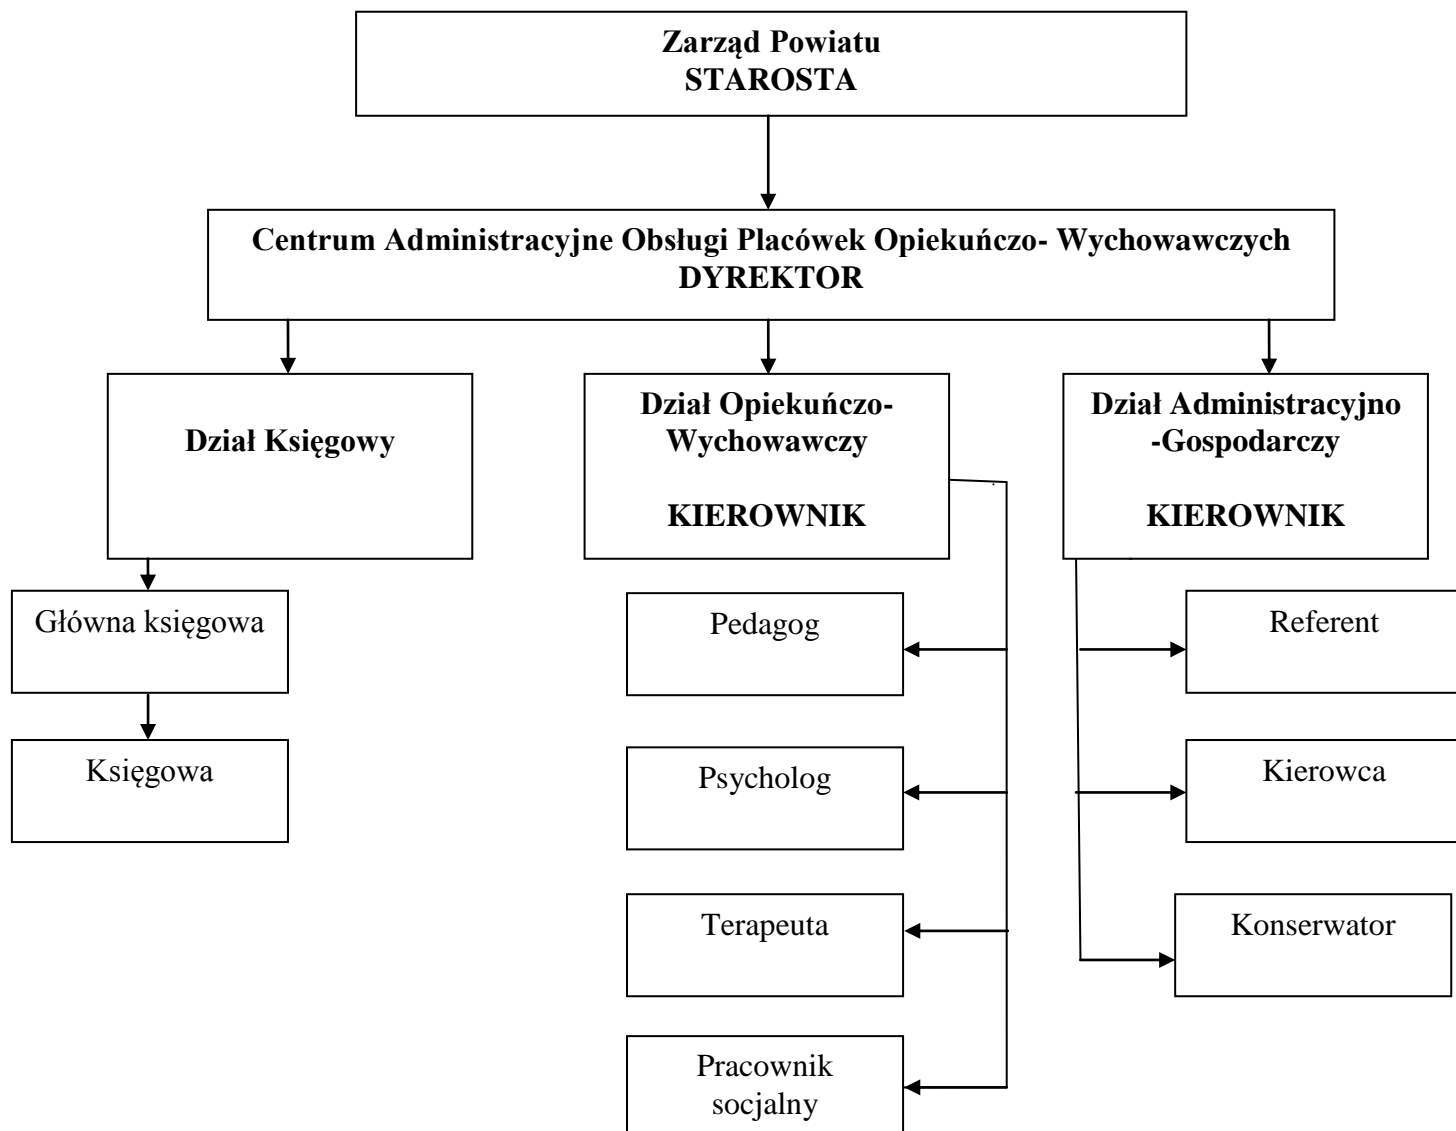 Zarząd Powiatu
STAROSTA
Centrum Administracyjne Obsługi Placówek Opiekuńczo- Wychowawczych
DYREKTOR
Dział Księgowy
Dział Opiekuńczo-
Wychowawczy
KIEROWNIK
Dział Administracyjno
-Gospodarczy
KIEROWNIK
Główna księgowa
Księgowa
Pedagog
Psycholog
Terapeuta
Pracownik
socjalny
Referent
Kierowca
Konserwator